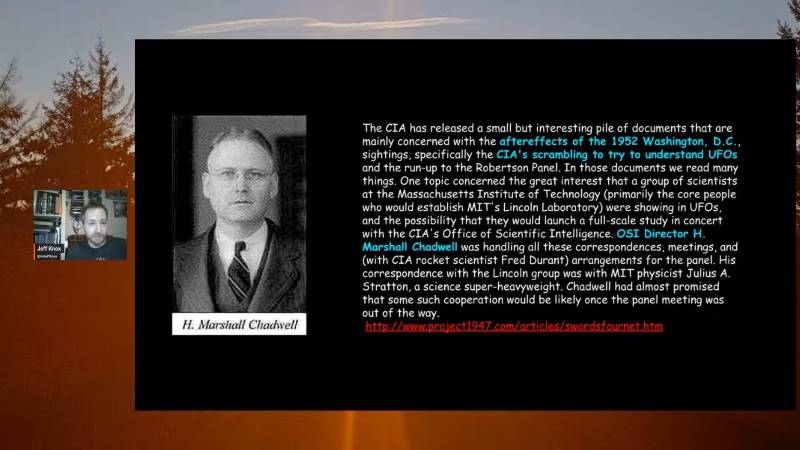 The CIA has released a small but interesting pile of documents that are
mainly concerned with the aftereffects of the 1952 Washington, D.C.,
sightings, specifically the CIA's scrambling to try to understand UFOs
and the run-up to the Robertson Panel. In those documents we read many
things. One topic concerned the great interest that a group of scientists
at the Massachusetts Institute of Technology (primarily the core people
who would establish MIT's Lincoln Laboratory) were showing in UFOs,
and the possibility that they would launch a full-scale study in concert
with the CIA's Office of Scientific Intelligence. OSI Director H.
Marshall Chadwell was handling all these correspondences, meetings, and
(with CIA rocket scientist Fred Durant) arrangements for the panel. His
correspondence with the Lincoln group was with MIT physicist Julius A.
Stratton, a science super-heavyweight. Chadwell had almost promised
that some such cooperation would be likely once the panel meeting was
out of the way.
http://www.project1947.com/articles/swordsfournet.htm
H. Marshall Chadwell
Jeff Knox